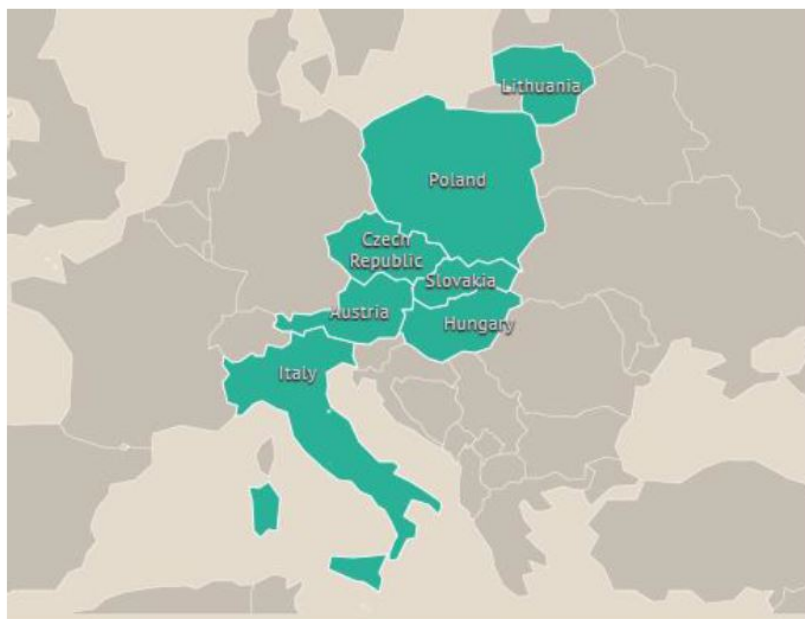 Lithuania
Poland
Czech
Republic
Slovakia
Austria
Hungary
Italy